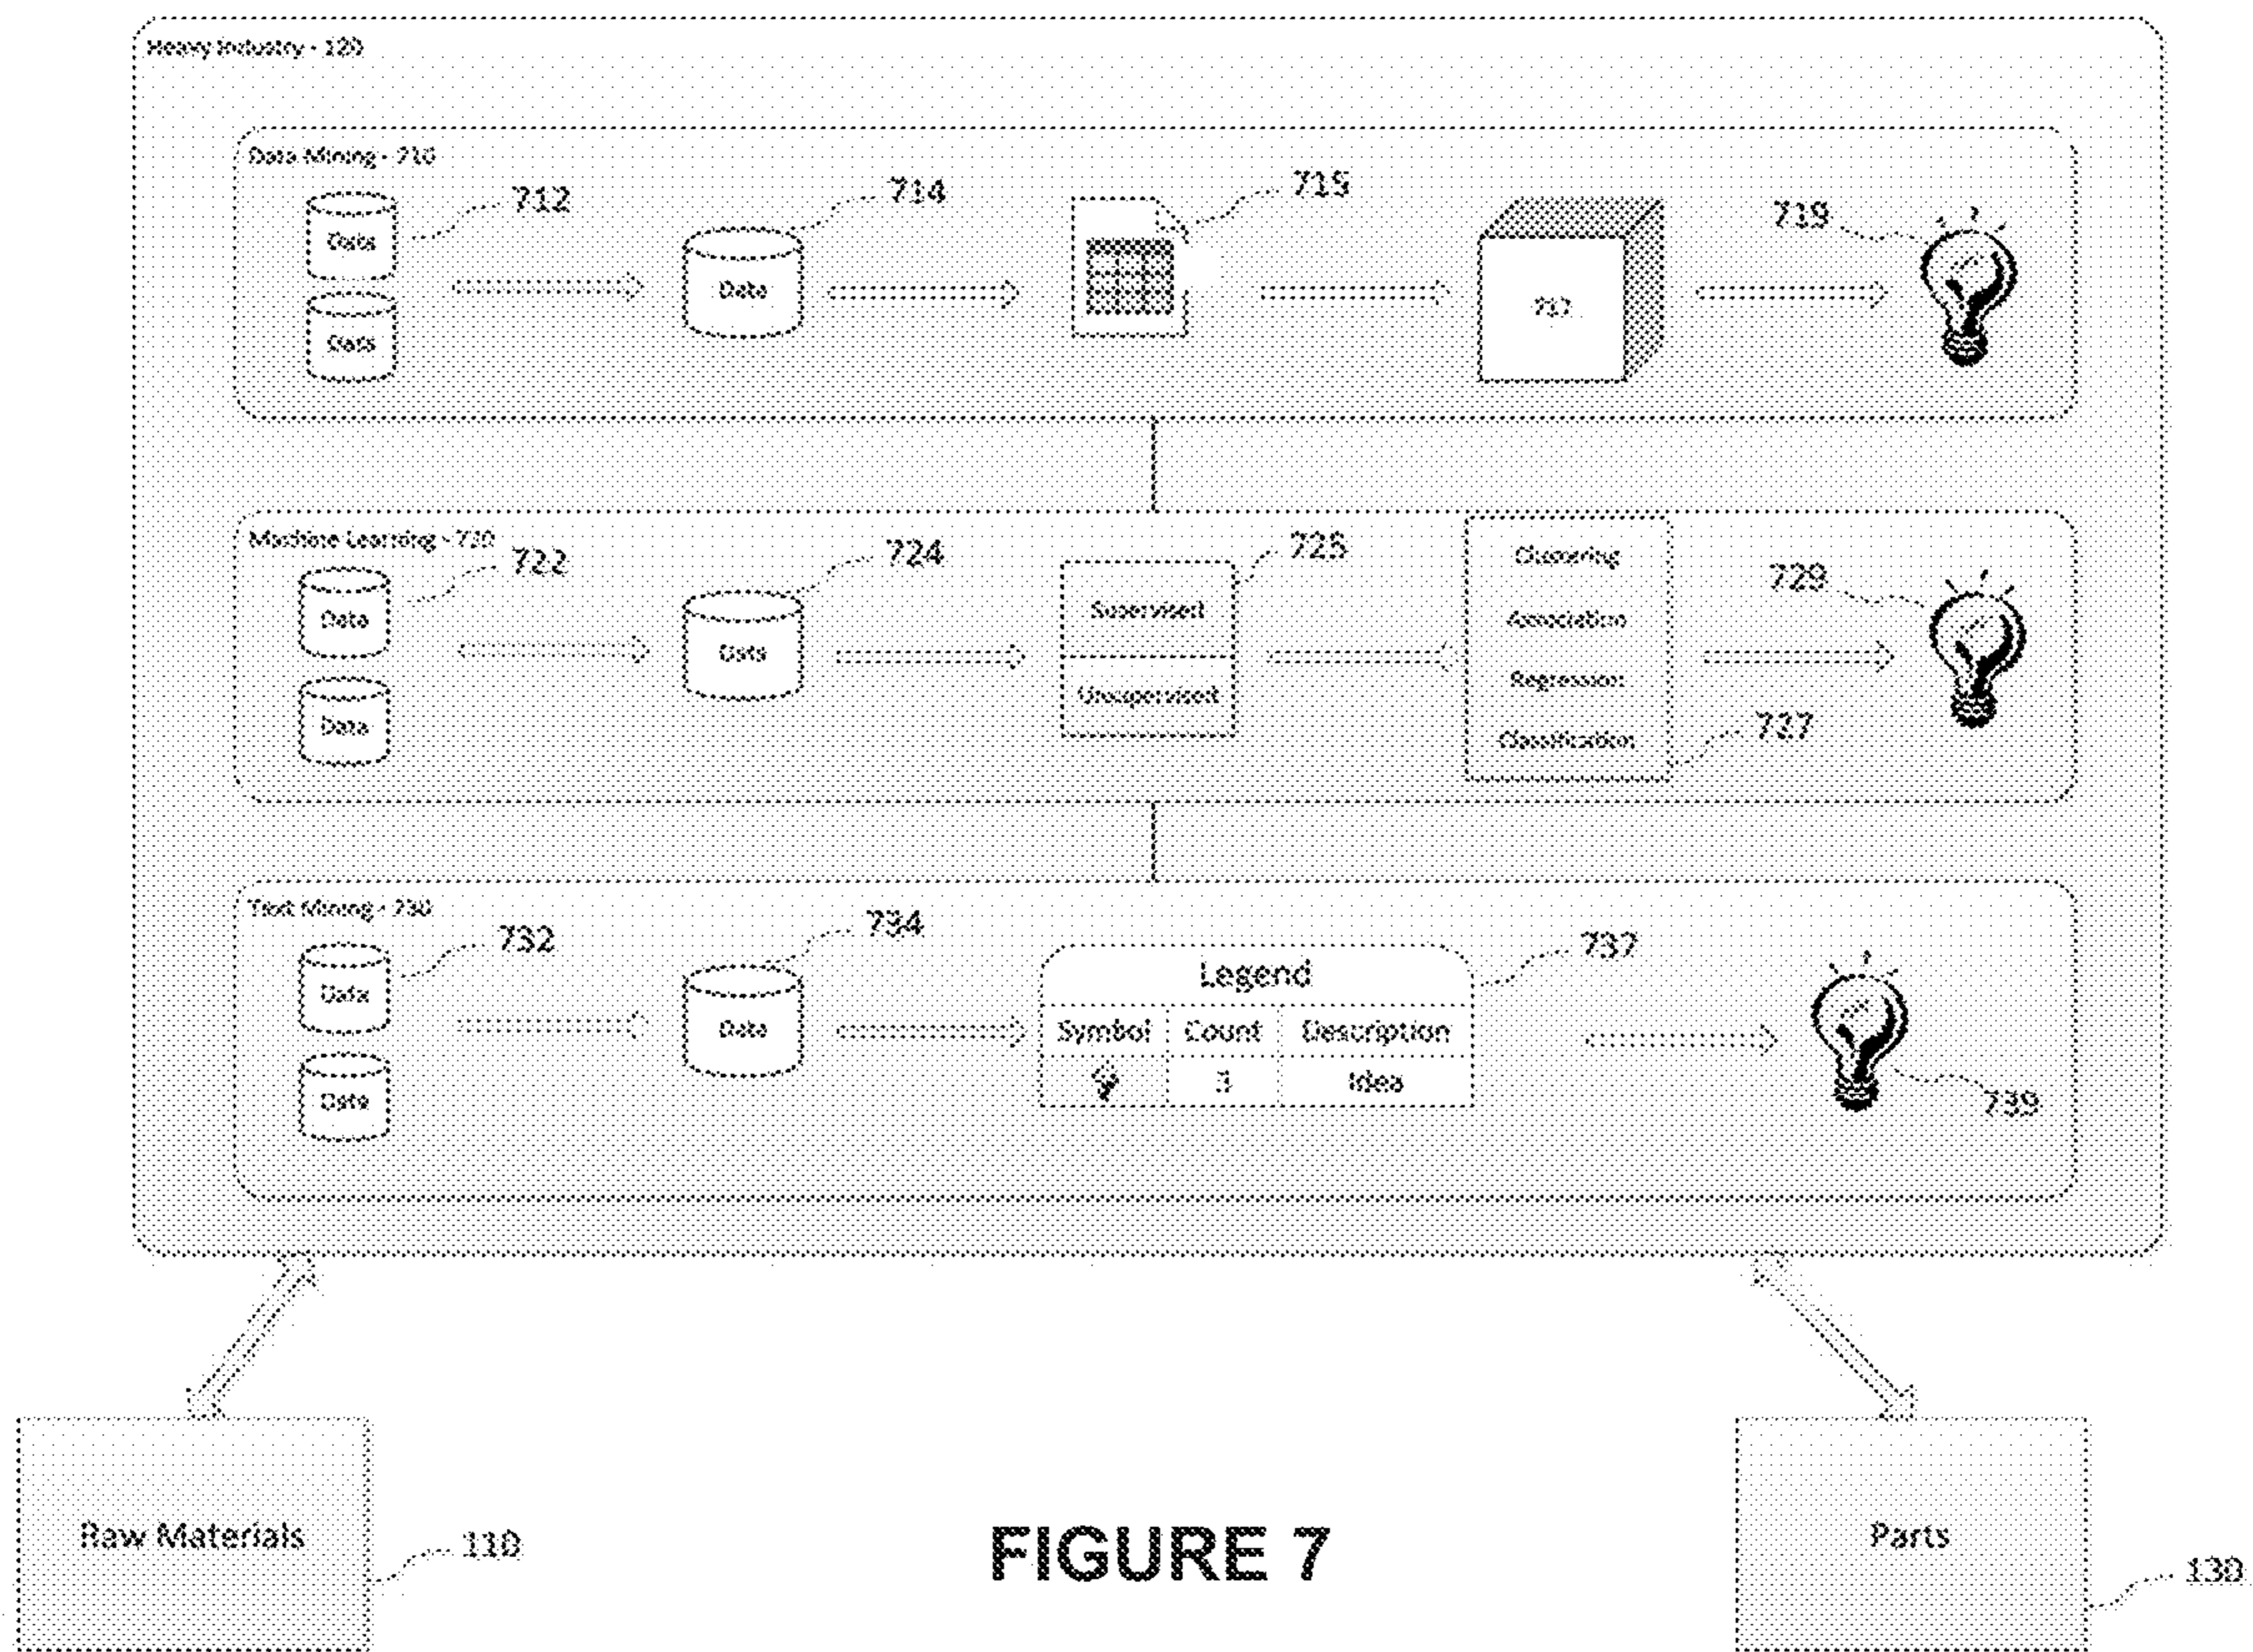 Heavy Industry - 120
Data Mining - 710
712
714
715
719
Data
Data
Data
717
Machine Learning - 720
722
724
725
729
Data
Data
Data
Supervised
Unsupervised
Clustering
Association
Regression
Classification
727
Text Mining - 730
732
734
737
Data
Data
Data
Legend
Symbol Count Description
3 Idea
739
Raw Materials
110
FIGURE 7
Parts
130